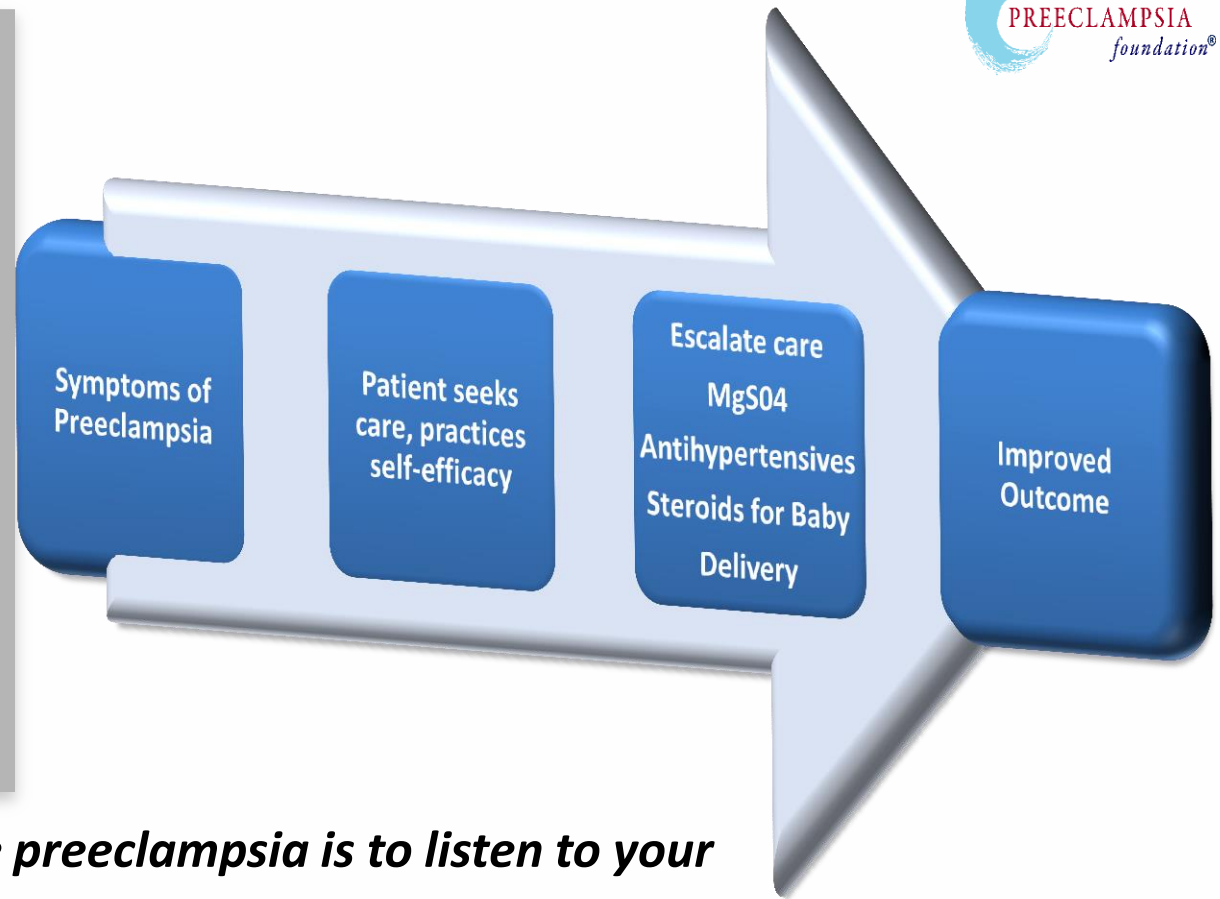 PREECLAMPSIA
foundation®
Symptoms of
Preeclampsia
Patient seeks
care, practices
self-efficacy
Escalate care
MgS04
Antihypertensives
Steroids for Baby
Delivery
Improved
Outcome
preeclampsia is to listen to your